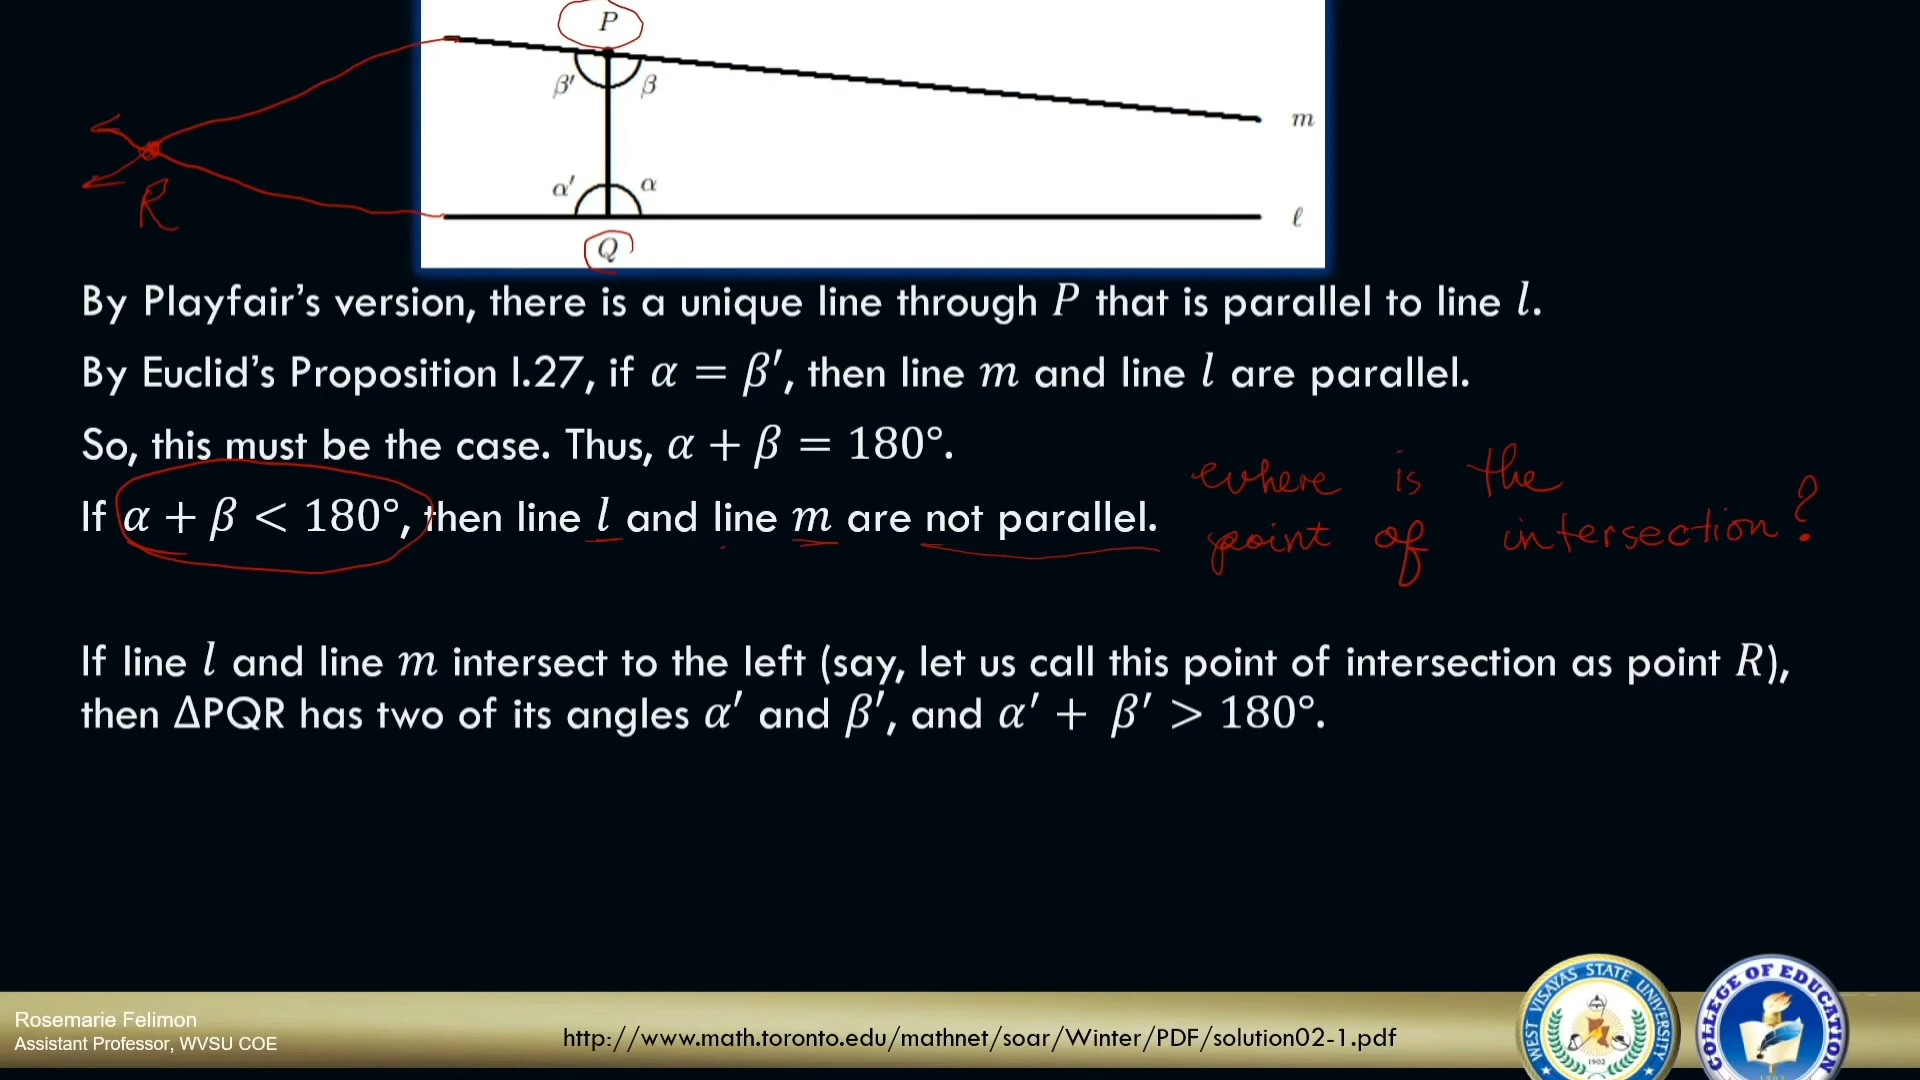 P
β′ β
m
α′ α
R
ℓ
Q
By Playfair’s version, there is a unique line through P that is parallel to line l.
By Euclid’s Proposition I.27, if α = β′, then line m and line l are parallel.
So, this must be the case. Thus, α + β = 180°.
where is the
If α + β < 180°, then line l and line m are not parallel.
point of intersection?
If line l and line m intersect to the left (say, let us call this point of intersection as point R),
then ΔPQR has two of its angles α′ and β′, and α′ + β′ > 180°.
WEST VISAYAS STATE UNIVERSITY
1902
COLLEGE OF EDUCATION
Rosemarie Felimon
Assistant Professor, WVSU COE
http://www.math.toronto.edu/mathnet/soar/Winter/PDF/solution02-1.pdf